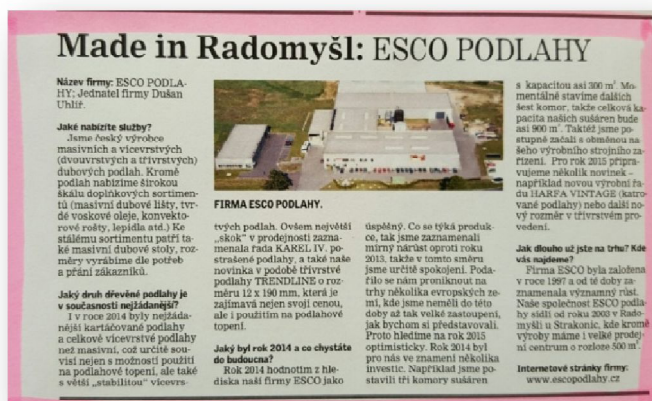 Made in Radomyšl: ESCO PODLAHY
Název firmy: ESCO PODLA-
HY; Jednatel firmy Dušan
Uhlíř.
Jaké nabízíte služby?
Jsme český výrobce
masivních a vícevrstvých
(dvouvrstvých a třívrstvých)
dubových podlah. Kromě
podlah nabízíme širokou
škálu doplňkových sortimen-
tů (masivní dubové lišty, tvr-
dé voskové oleje, konvekto-
rové rošty, lepidla atd.) Ke
stálému sortimentu patří ta-
ké masivní dubové stoly, roz-
měry vyrábíme dle potřeb
a přání zákazníků.
Jaký druh dřevěné podlahy je
v současnosti nejžádanější?
I v roce 2014 byly nejžáda-
nější kartáčované podlahy
a celkově vícevrstvé podlahy
než masivní, což určitě sou-
visí nejen s možností použití
na podlahové topení, ale také
s větší „stabilitou" vícevrs-
FIRMA ESCO PODLAHY.
tvých podlah. Ovšem největší
„skok" v prodejnosti zazna-
menala řada KAREL IV. po-
strašené podlahy, a také naše
novinka v podobě třívrstvé
podlahy TRENDLINE o roz-
měru 12 x 190 mm, která je
zajímavá nejen svojí cenou,
ale i použitím na podlahové
topení.
Jaký byl rok 2014 a co chystáte
do budoucna?
Rok 2014 hodnotím z hle-
diska naší firmy ESCO jako
úspěšný. Co se týká produk-
ce, tak jsme zaznamenali
mírný nárůst oproti roku
2013, takže v tomto směru
jsme určitě spokojení. Poda-
řilo se nám proniknout na
trhy několika evropských ze-
mí, kde jsme neměli do této
doby až tak velké zastoupení,
jak bychom si představovali.
Proto hledíme na rok 2015
optimisticky. Rok 2014 byl
pro nás ve znamení několika
investic. Například jsme po-
stavili tři komory sušáren
s kapacitou asi 300 m³. Mo-
mentálně stavíme dalších
šest komor, takže celková ka-
pacita našich sušáren bude
asi 900 m³. Taktéž jsme po-
stupně začali s obměnou na-
šeho výrobního strojního za-
řízení. Pro rok 2015 připra-
vujeme několik novinek –
například novou výrobní řa-
du HARFA VINTAGE (katro-
vané podlahy) nebo další no-
vý rozměr v třívrstvém pro-
vedení.
Jak dlouho už jste na trhu? Kde
vás najdeme?
Firma ESCO byla založena
v roce 1997 a od té doby za-
znamenala významný růst.
Naše společnost ESCO podla-
hy sídlí od roku 2003 v Rado-
myšli u Strakonic, kde kromě
výroby máme i velké prodej-
ní centrum o rozloze 500 m².
Internetové stránky firmy:
www.escopodlahy.cz